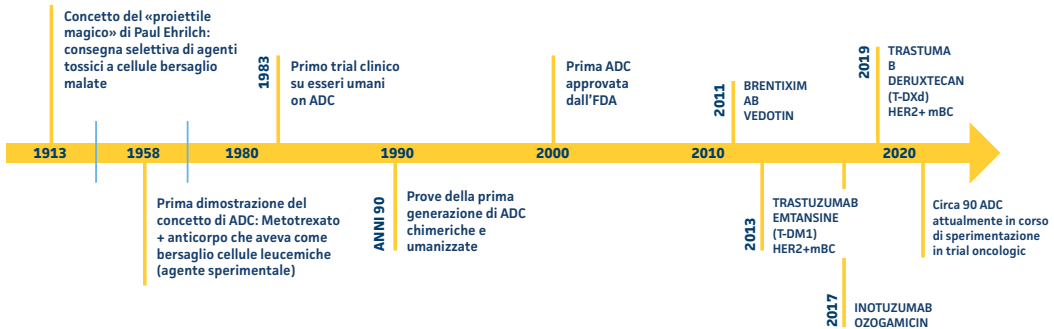 Concetto del «proiettile
magico» di Paul Ehrilch:
consegna selettiva di agenti
tossici a cellule bersaglio
malate
1983
Primo trial clinico
su esseri umani
on ADC
Prima ADC
approvata
dall'FDA
2011
BRENTIXIM
AB
VEDOTIN
2019
TRASTUMA
B
DERUXTECAN
(T-DXd)
HER2+ mBC
1913 1958 1980 1990 2000 2010 2020
Prima dimostrazione del
concetto di ADC: Metotrexato
+ anticorpo che aveva come
bersaglio cellule leucemiche
(agente sperimentale)
ANNI 90
Prove della prima
generazione di ADC
chimeriche e
umanizzate
2013
TRASTUZUMAB
EMTANSINE
(T-DM1)
HER2+mBC
2017
INOTUZUMAB
OZOGAMICIN
Circa 90 ADC
attualmente in corso
di sperimentazione
in trial oncologic